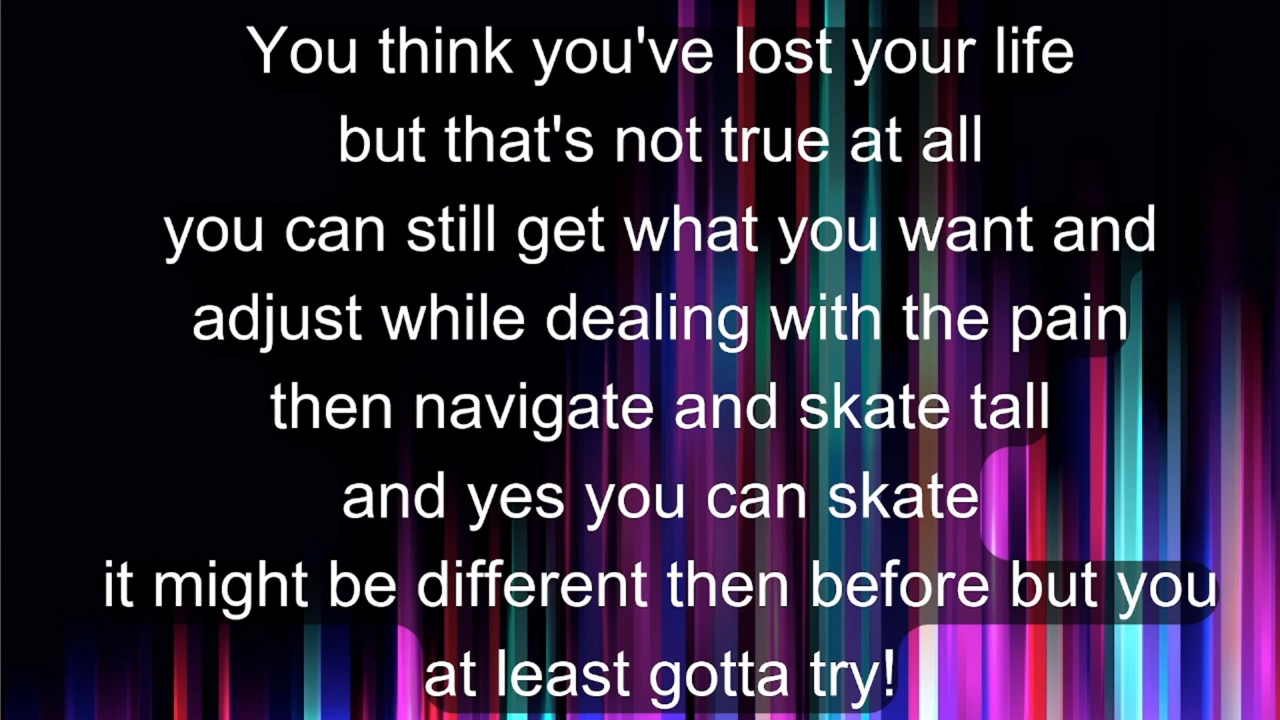 You think you've lost your life
but that's not true at all
you can still get what you want and
adjust while dealing with the pain
then navigate and skate tall
and yes you can skate
it might be different then before but you
at least gotta try!